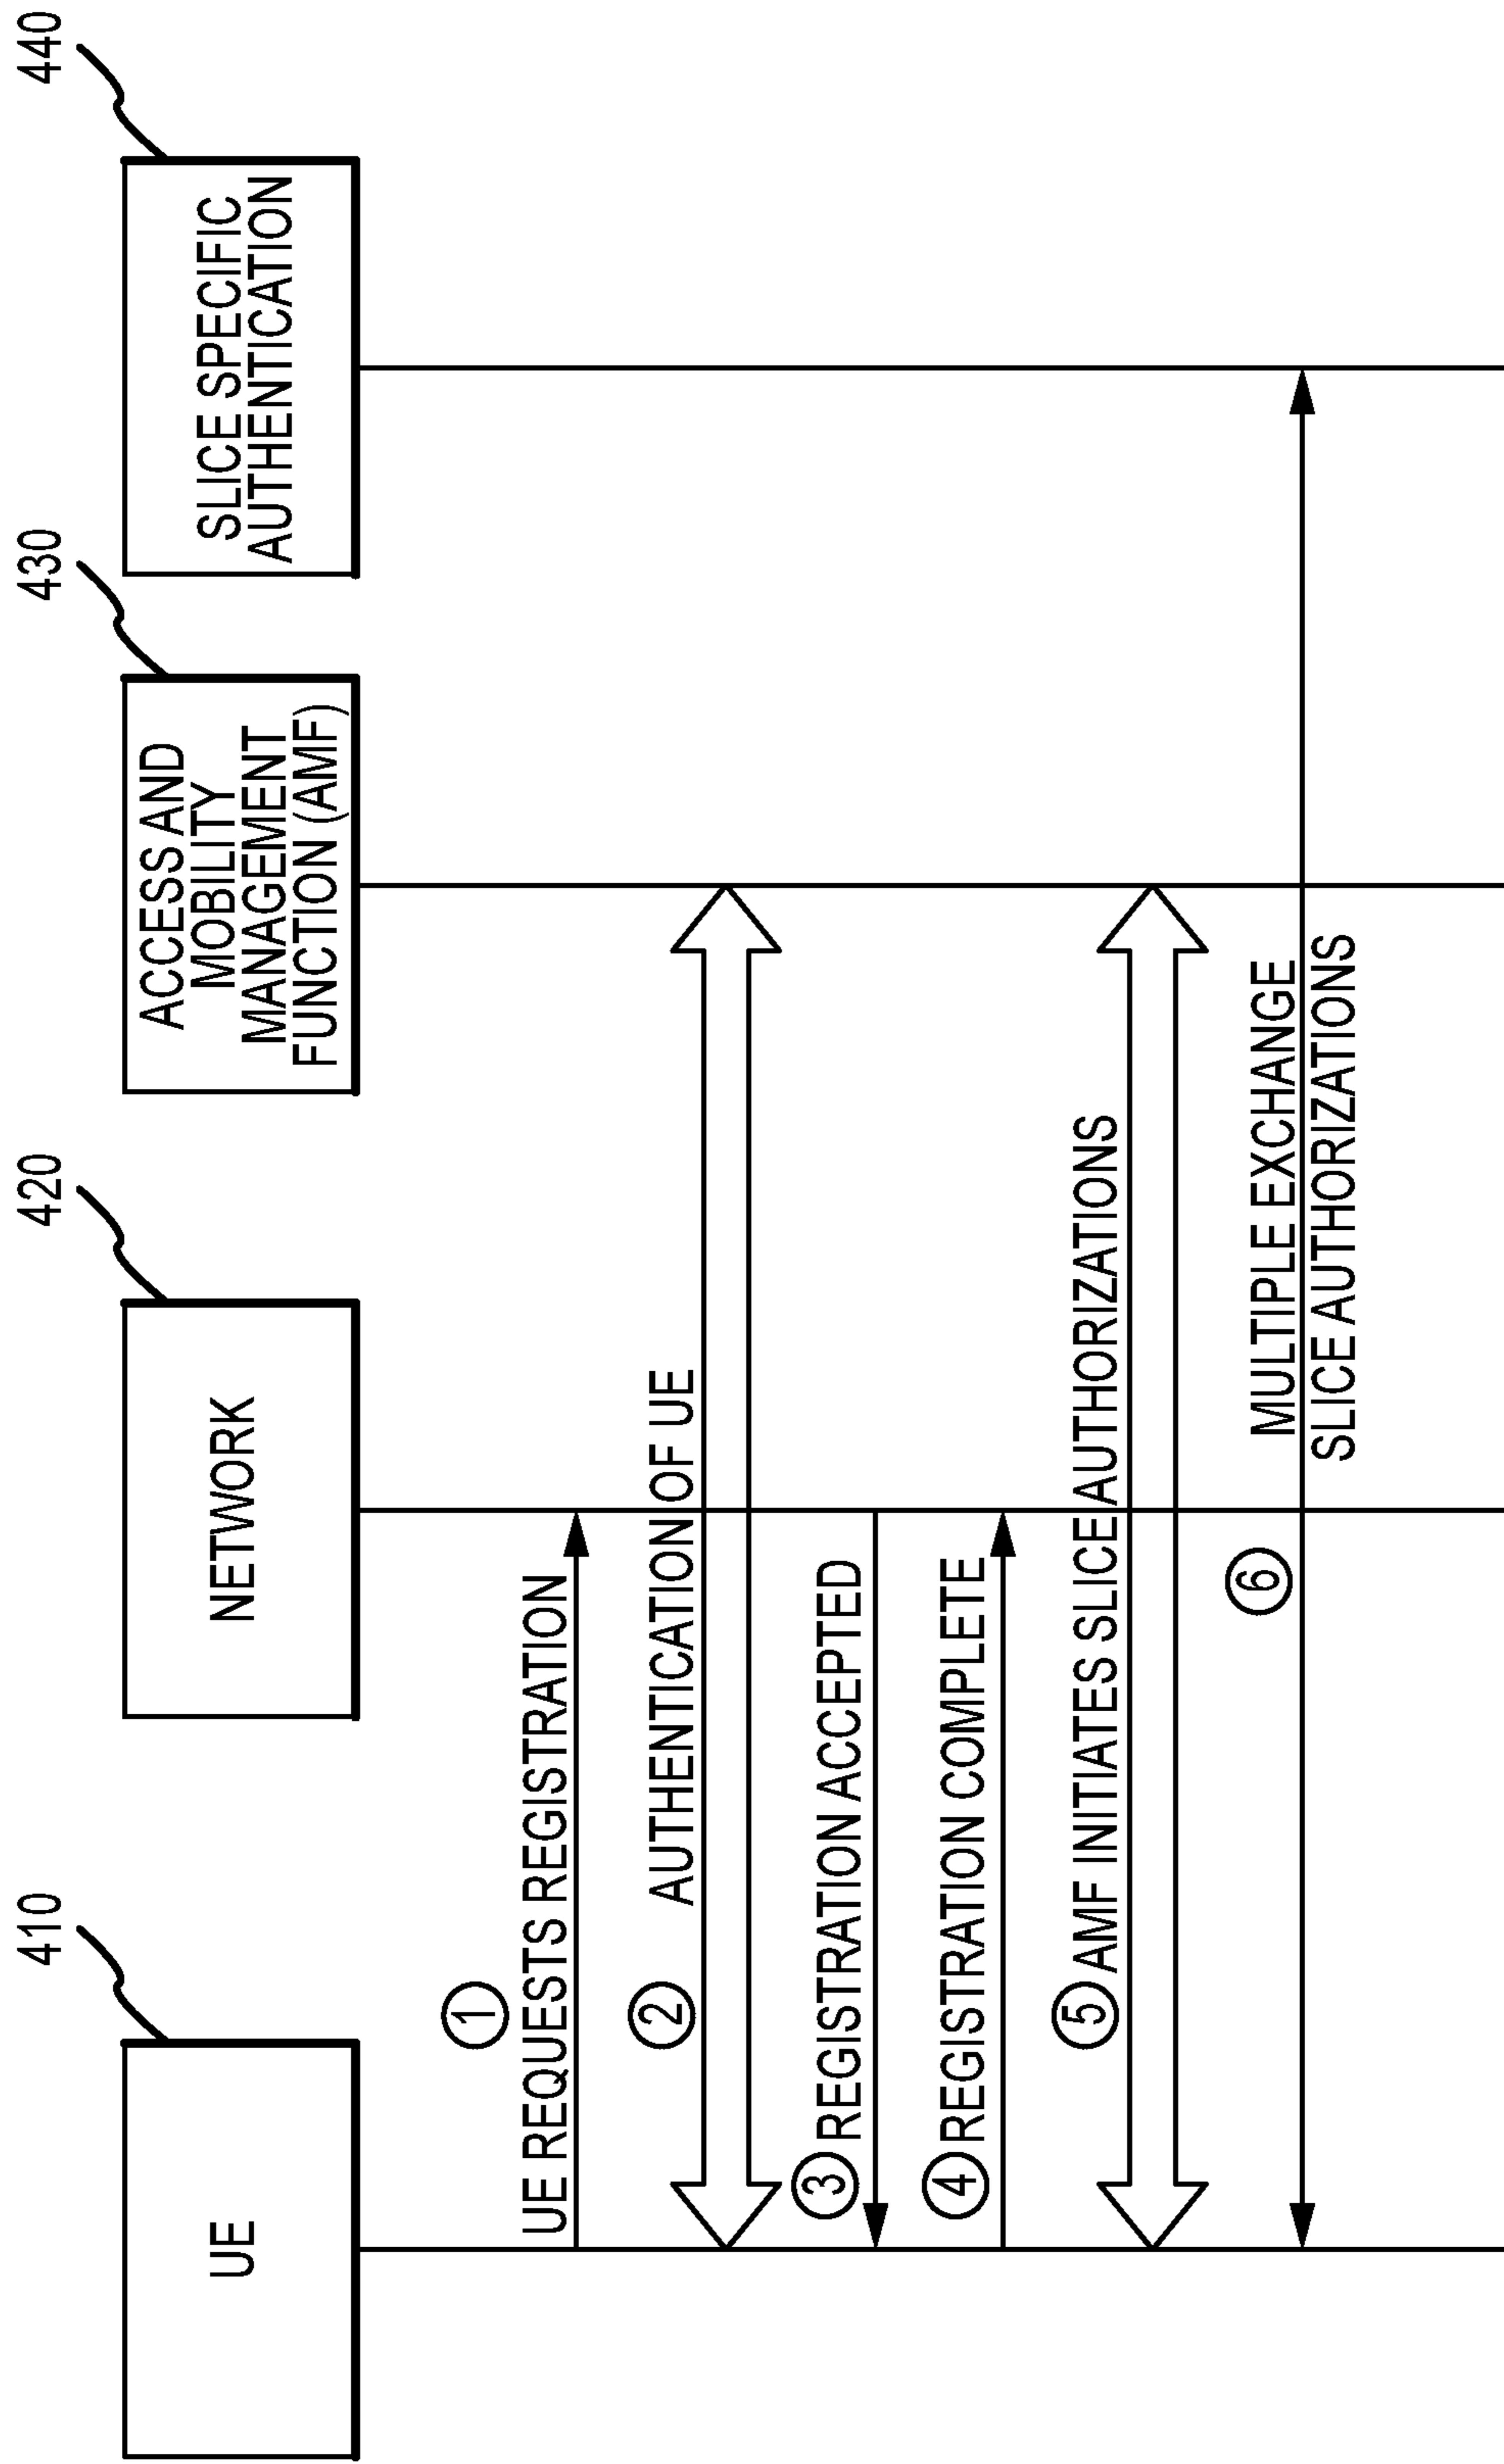 410
420
430
440
UE
NETWORK
ACCESS AND
MOBILITY
MANAGEMENT
FUNCTION (AMF)
SLICE SPECIFIC
AUTHENTICATION
1
UE REQUESTS REGISTRATION
2 AUTHENTICATION OF UE
3 REGISTRATION ACCEPTED
4 REGISTRATION COMPLETE
5 AMF INITIATES SLICE AUTHORIZATIONS
6 MULTIPLE EXCHANGE
SLICE AUTHORIZATIONS